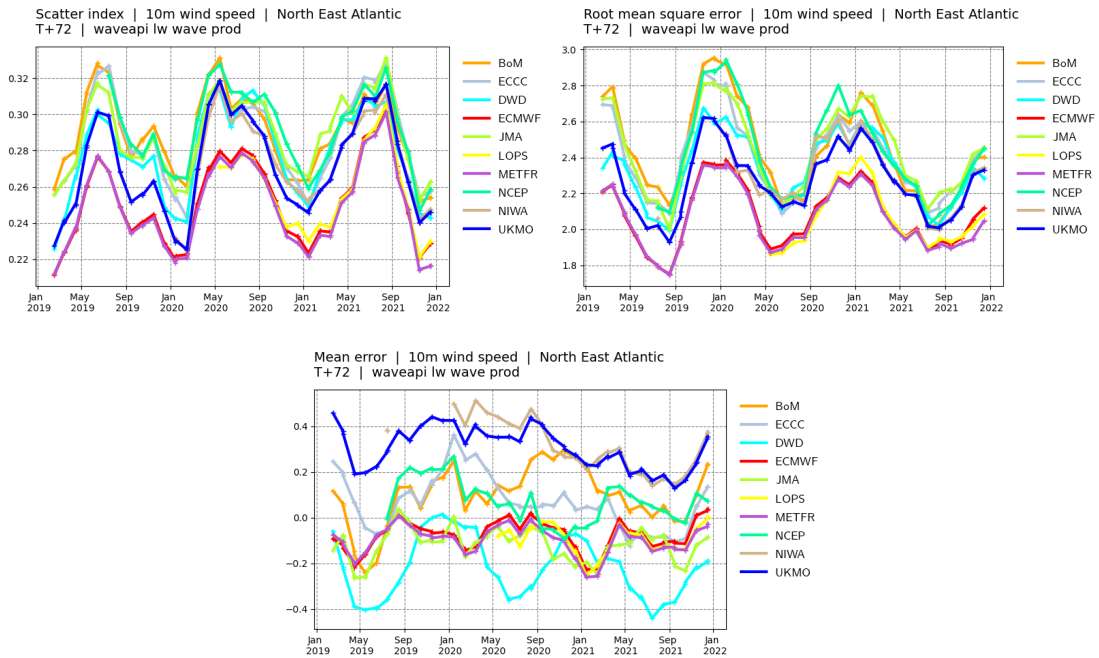 Scatter index | 10m wind speed | North East Atlantic
T+72 | waveapi lw wave prod
0.32
0.30
0.28
0.26
0.24
0.22
Jan 2019
May 2019
Sep 2019
Jan 2020
May 2020
Sep 2020
Jan 2021
May 2021
Sep 2021
Jan 2022
BoM
ECCC
DWD
ECMWF
JMA
LOPS
METFR
NCEP
NIWA
UKMO
Root mean square error | 10m wind speed | North East Atlantic
T+72 | waveapi lw wave prod
3.0
2.8
2.6
2.4
2.2
2.0
1.8
Jan 2019
May 2019
Sep 2019
Jan 2020
May 2020
Sep 2020
Jan 2021
May 2021
Sep 2021
Jan 2022
BoM
ECCC
DWD
ECMWF
JMA
LOPS
METFR
NCEP
NIWA
UKMO
Mean error | 10m wind speed | North East Atlantic
T+72 | waveapi lw wave prod
0.4
0.2
0.0
−0.2
−0.4
Jan 2019
May 2019
Sep 2019
Jan 2020
May 2020
Sep 2020
Jan 2021
May 2021
Sep 2021
Jan 2022
BoM
ECCC
DWD
ECMWF
JMA
LOPS
METFR
NCEP
NIWA
UKMO